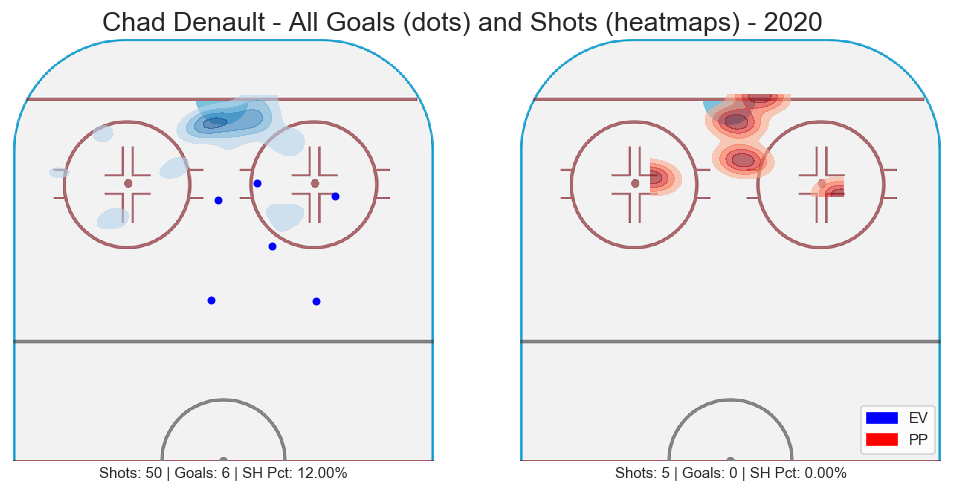 Chad Denault - All Goals (dots) and Shots (heatmaps) - 2020
EV
PP
Shots: 50 | Goals: 6 | SH Pct: 12.00%
Shots: 5 | Goals: 0 | SH Pct: 0.00%